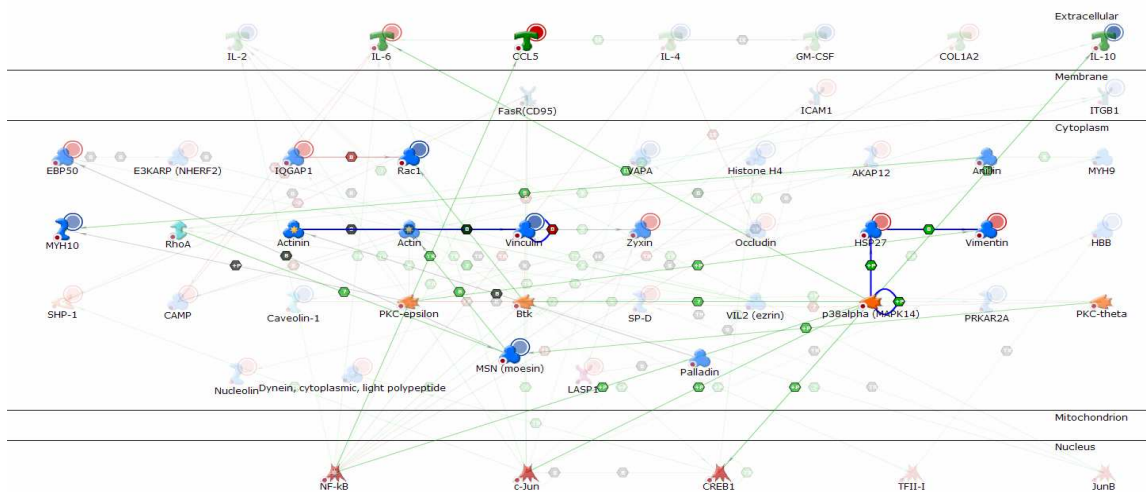 Extracellular
IL-2
IL-6
CCL5
IL-4
GM-CSF
COL1A2
IL-10
Membrane
FasR(CD95)
ICAM1
ITGB1
Cytoplasm
EBP50
E3KARP (NHERF2)
IQGAP1
Rac1
VAPA
Histone H4
AKAP12
Anillin
MYH9
MYH10
RhoA
Actinin
Actin
Vinculin
Zyxin
Occludin
HSP27
Vimentin
HBB
SHP-1
CAMP
Caveolin-1
PKC-epsilon
Btk
SP-D
VIL2 (ezrin)
p38alpha (MAPK14)
PRKAR2A
PKC-theta
MSN (moesin)
Palladin
Nucleolin
Dynein, cytoplasmic, light polypeptide
LASP1
Mitochondrion
Nucleus
NF-kB
c-Jun
CREB1
TFII-I
JunB